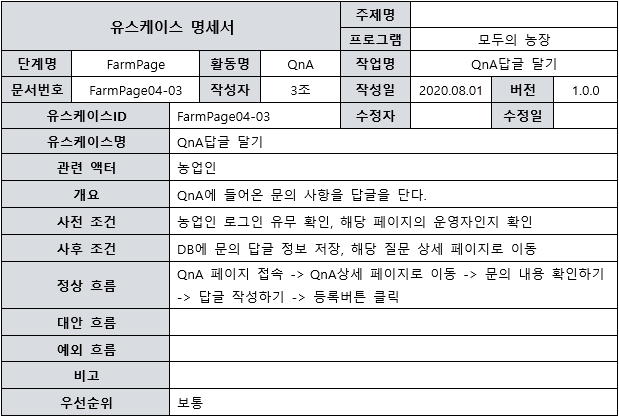 유스케이스 명세서 주제명
프로그램 모두의 농장
단계명 FarmPage 활동명 QnA 작업명 QnA답글 달기
문서번호 FarmPage04-03 작성자 3조 작성일 2020.08.01 버전 1.0.0
유스케이스ID FarmPage04-03 수정자 수정일
유스케이스명 QnA답글 달기
관련 액터 농업인
개요 QnA에 들어온 문의 사항을 답글을 단다.
사전 조건 농업인 로그인 유무 확인, 해당 페이지의 운영자인지 확인
사후 조건 DB에 문의 답글 정보 저장, 해당 질문 상세 페이지로 이동
정상 흐름 QnA 페이지 접속 -> QnA상세 페이지로 이동 -> 문의 내용 확인하기
-> 답글 작성하기 -> 등록버튼 클릭
대안 흐름
예외 흐름
비고
우선순위 보통